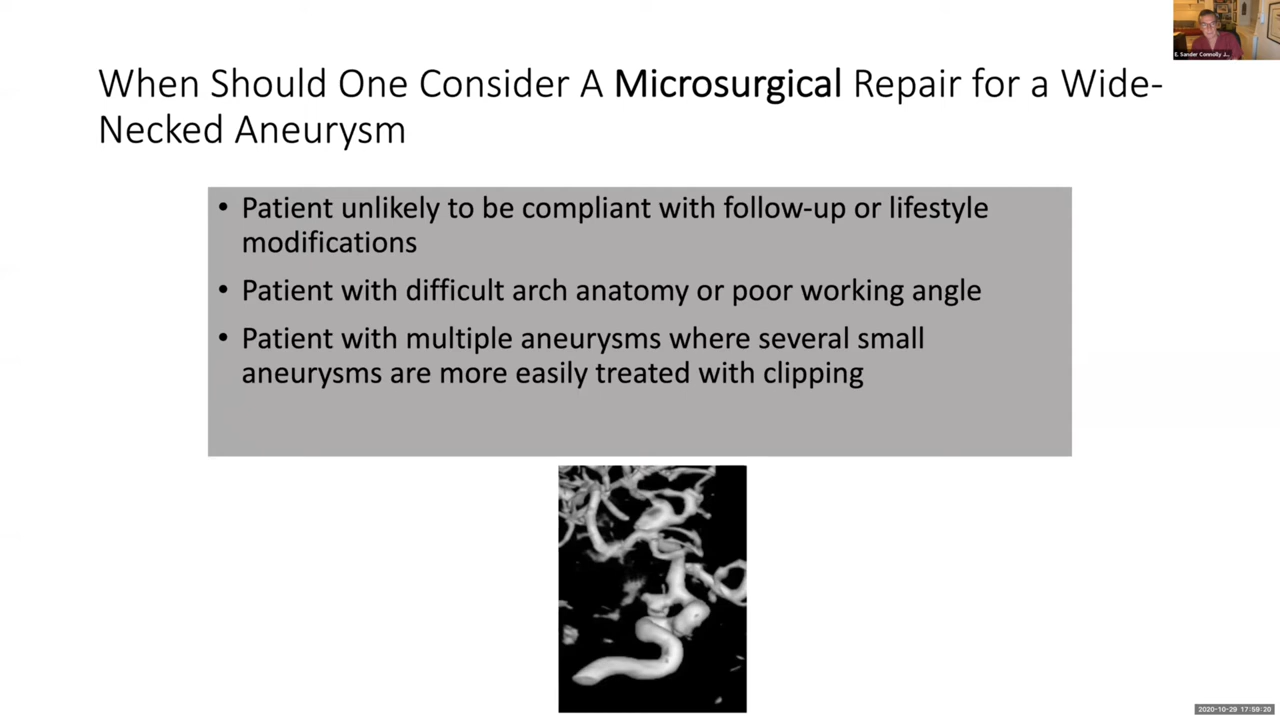 E Sander Connolly J...
When Should One Consider A Microsurgical Repair for a Wide-
Necked Aneurysm
• Patient unlikely to be compliant with follow-up or lifestyle
modifications
• Patient with difficult arch anatomy or poor working angle
• Patient with multiple aneurysms where several small
aneurysms are more easily treated with clipping
2020-10-29 17:59:20